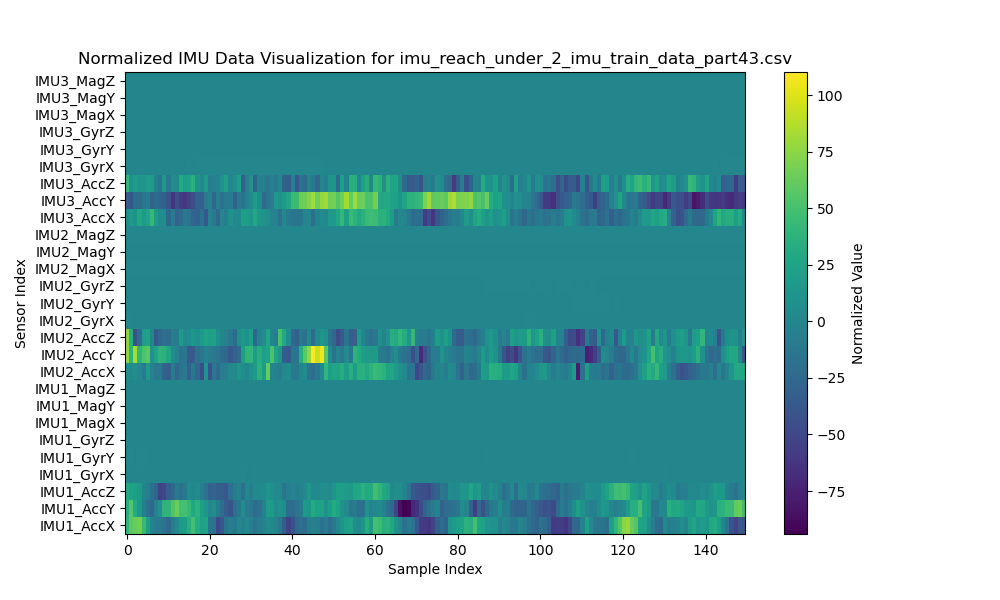 Normalized IMU Data Visualization for imu_reach_under_2_imu_train_data_part43.csv
IMU3_MagZ
IMU3_MagY
IMU3_MagX
IMU3_GyrZ
IMU3_GyrY
IMU3_GyrX
IMU3_AccZ
IMU3_AccY
IMU3_AccX
IMU2_MagZ
IMU2_MagY
IMU2_MagX
IMU2_GyrZ
IMU2_GyrY
IMU2_GyrX
IMU2_AccZ
IMU2_AccY
IMU2_AccX
IMU1_MagZ
IMU1_MagY
IMU1_MagX
IMU1_GyrZ
IMU1_GyrY
IMU1_GyrX
IMU1_AccZ
IMU1_AccY
IMU1_AccX
Sensor Index
0 20 40 60 80 100 120 140
Sample Index
100
75
50
25
0
−25
−50
−75
Normalized Value